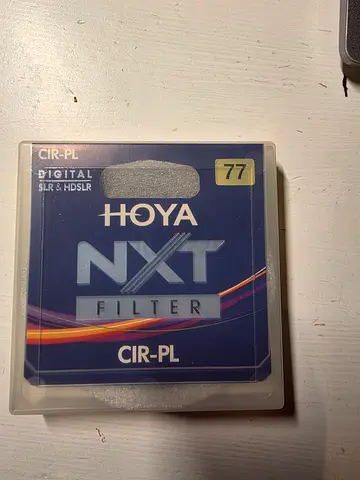 CIR-PL
DIGITAL
SLR & HDSLR
77
HOYA
NXT
FILTER
CIR-PL